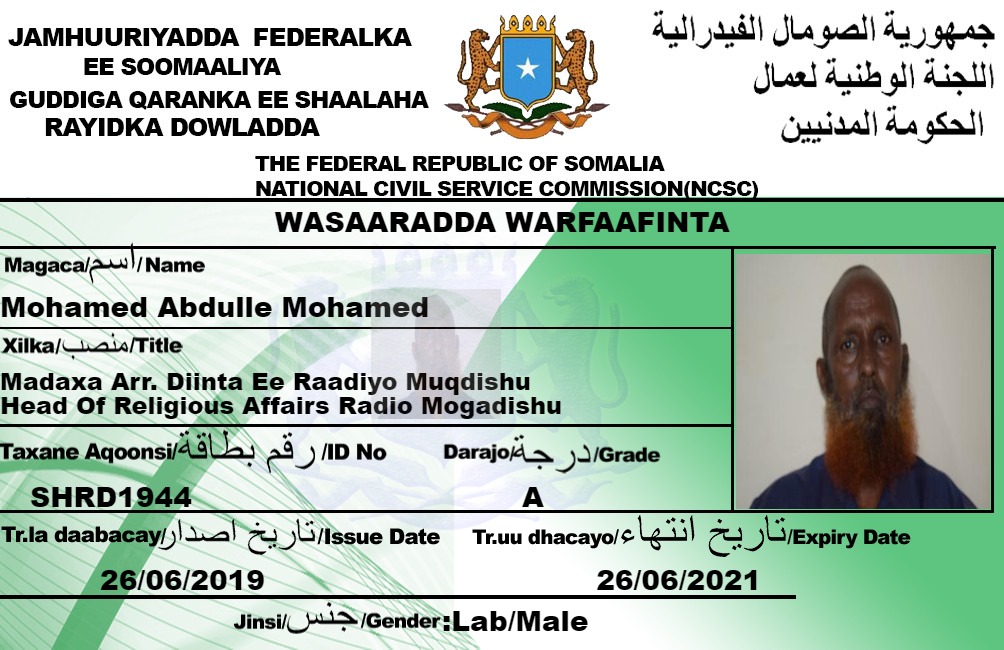 JAMHUURIYADDA FEDERALKA
EE SOOMAALIYA
GUDDIGA QARANKA EE SHAALAHA
RAYIDKA DOWLADDA
جمهورية الصومال الفيدرالية
اللجنة الوطنية لعمال
الحكومة المدنيين
THE FEDERAL REPUBLIC OF SOMALIA
NATIONAL CIVIL SERVICE COMMISSION(NCSC)
WASAARADDA WARFAAFINTA
Magaca/اسم/Name
Mohamed Abdulle Mohamed
Xilka/منصب/Title
Madaxa Arr. Diinta Ee Raadiyo Muqdishu
Head Of Religious Affairs Radio Mogadishu
Taxane Aqoonsi/رقم بطاقة/ID No Darajo/درجة/Grade
SHRD1944 A
Tr.la daabacay/تاريخ اصدار/Issue Date Tr.uu dhacayo/تاريخ انتهاء/Expiry Date
26/06/2019 26/06/2021
Jinsi/جنس/Gender:Lab/Male